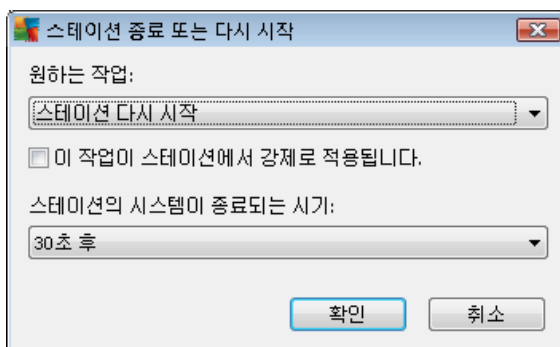 스테이션 종료 또는 다시 시작
원하는 작업:
스테이션 다시 시작
이 작업이 스테이션에서 강제로 적용됩니다.
스테이션의 시스템이 종료되는 시기:
30초 후
확인
취소